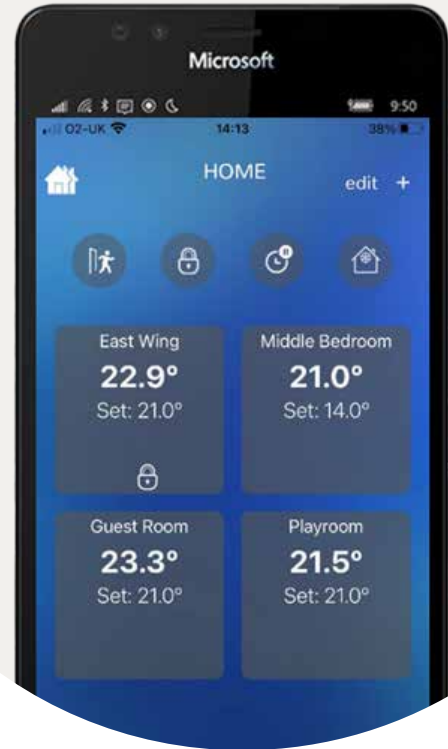 Microsoft
9:50
O2-UK 14:13 38%
HOME
edit +
East Wing
22.9°
Set: 21.0°
Middle Bedroom
21.0°
Set: 14.0°
Guest Room
23.3°
Set: 21.0°
Playroom
21.5°
Set: 21.0°